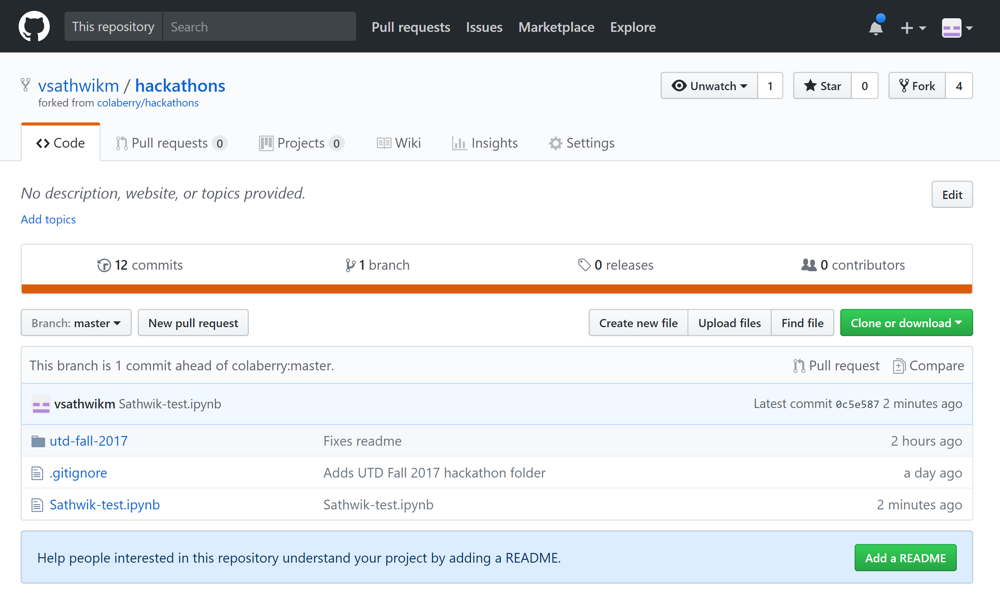 This repository Search Pull requests Issues Marketplace Explore
vsathwikm / hackathons Unwatch 1 Star 0 Fork 4
forked from colaberry/hackathons
Code Pull requests 0 Projects 0 Wiki Insights Settings
No description, website, or topics provided. Edit
Add topics
12 commits 1 branch 0 releases 0 contributors
Branch: master New pull request Create new file Upload files Find file Clone or download
This branch is 1 commit ahead of colaberry:master. Pull request Compare
vsathwikm Sathwik-test.ipynb Latest commit 0c5e587 2 minutes ago
utd-fall-2017 Fixes readme 2 hours ago
.gitignore Adds UTD Fall 2017 hackathon folder a day ago
Sathwik-test.ipynb Sathwik-test.ipynb 2 minutes ago
Help people interested in this repository understand your project by adding a README. Add a README